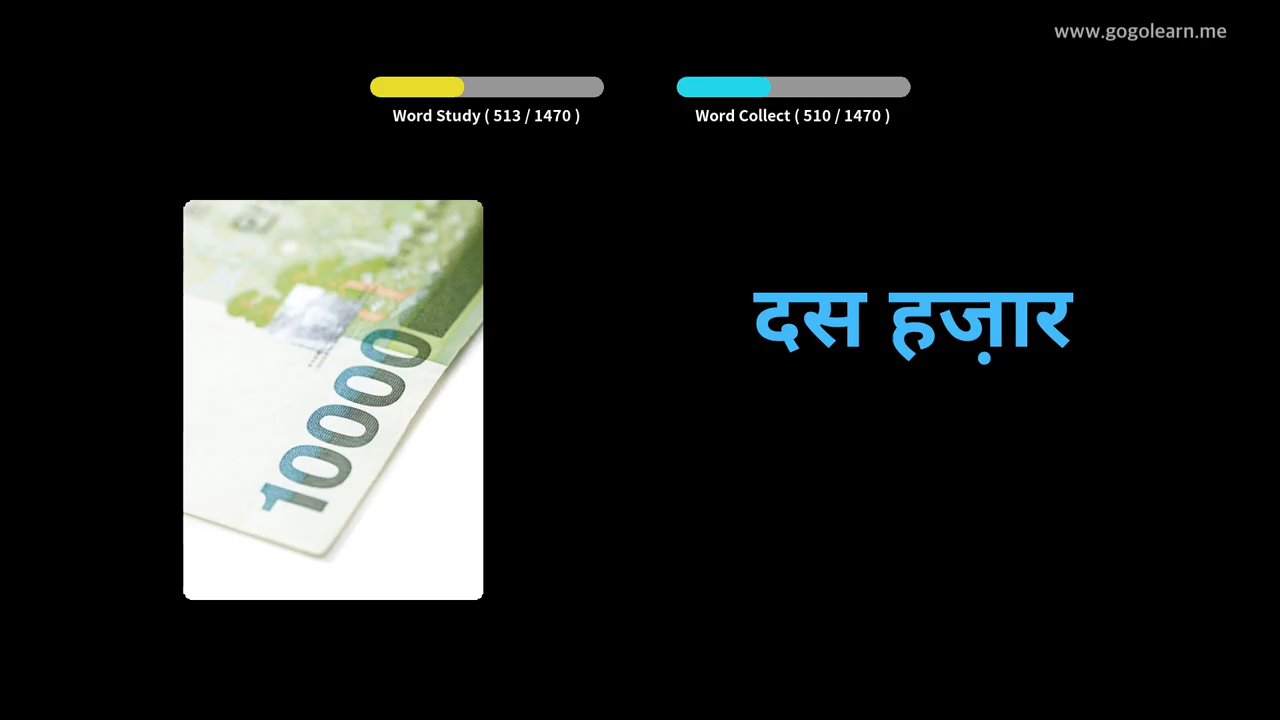 www.gogolearn.me
Word Study ( 513 / 1470 )
Word Collect ( 510 / 1470 )
दस हज़ार
10000